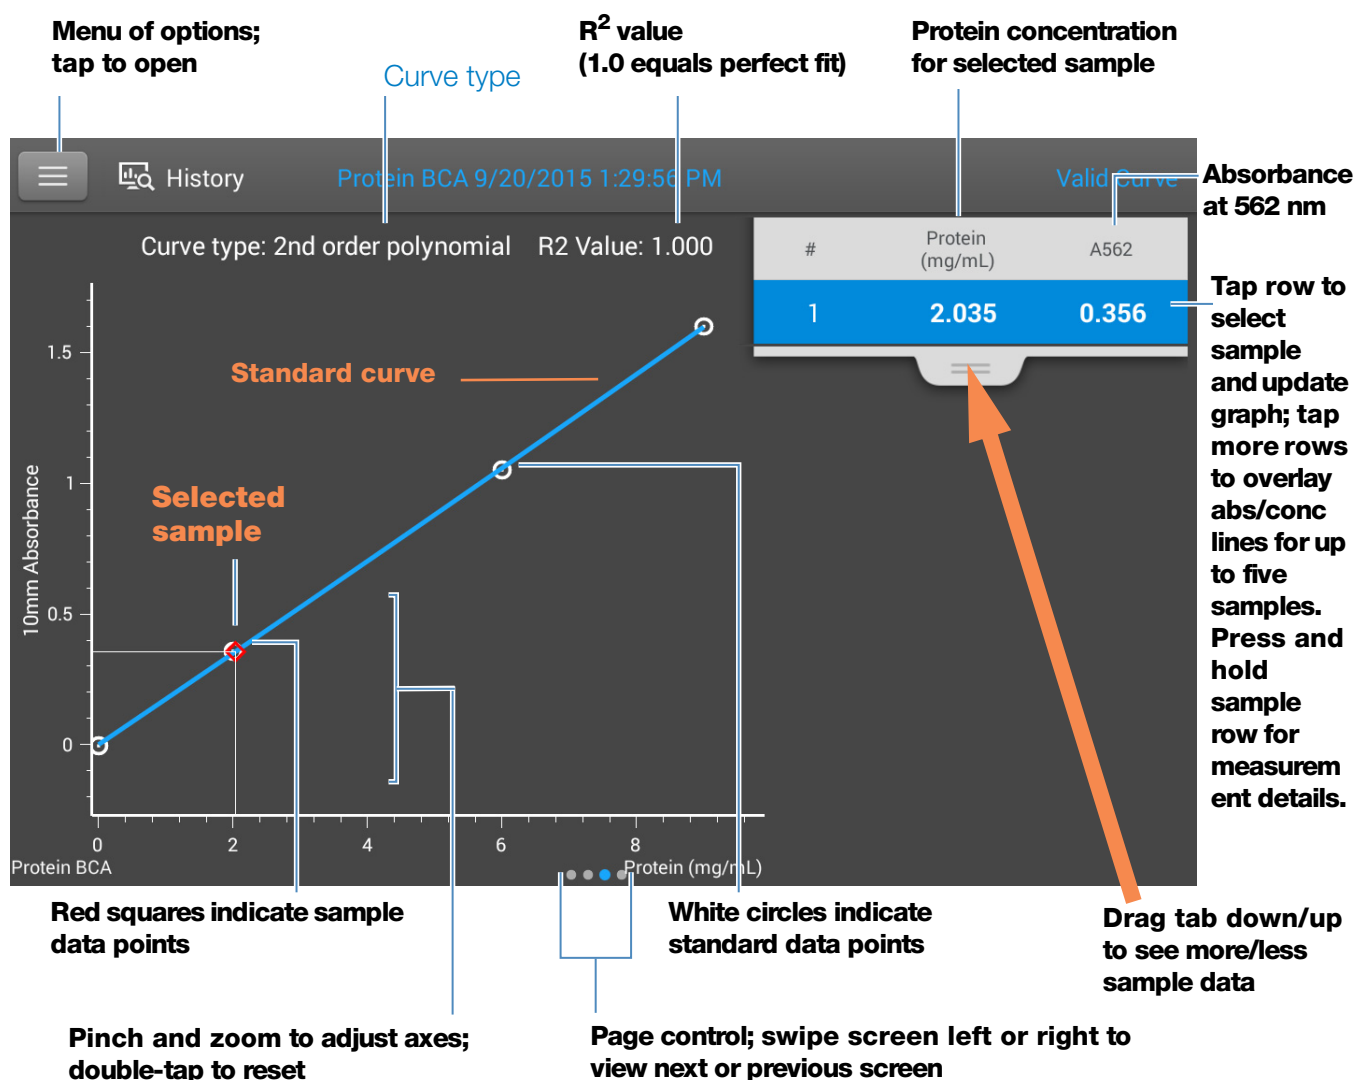 Menu of options;
tap to open
Curve type
R2 value
(1.0 equals perfect fit)
Protein concentration
for selected sample
History
Protein BCA 9/20/2015 1:29:56 PM
Valid Curve
Absorbance
at 562 nm
Curve type: 2nd order polynomial R2 Value: 1.000
# Protein (mg/mL) A562
1 2.035 0.356
Tap row to
select
sample
and update
graph; tap
more rows
to overlay
abs/conc
lines for up
to five
samples.
Press and
hold
sample
row for
measurem
ent details.
Standard curve
Selected
sample
10mm Absorbance
1.5
1
0.5
0
0 2 4 6 8
Protein BCA
Protein (mg/mL)
Red squares indicate sample
data points
White circles indicate
standard data points
Drag tab down/up
to see more/less
sample data
Pinch and zoom to adjust axes;
double-tap to reset
Page control; swipe screen left or right to
view next or previous screen